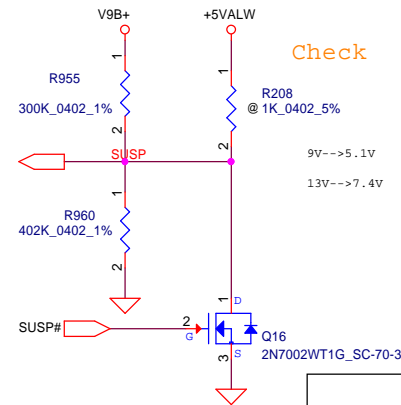 V9B+
+5VALW
Check
1
1
R955
300K_0402_1%
R208
@ 1K_0402_5%
2
2
9V-->5.1V
SUSP
13V-->7.4V
1
R960
402K_0402_1%
2
1
D
SUSP#
2
G
Q16
S
2N7002WT1G_SC-70-3
3